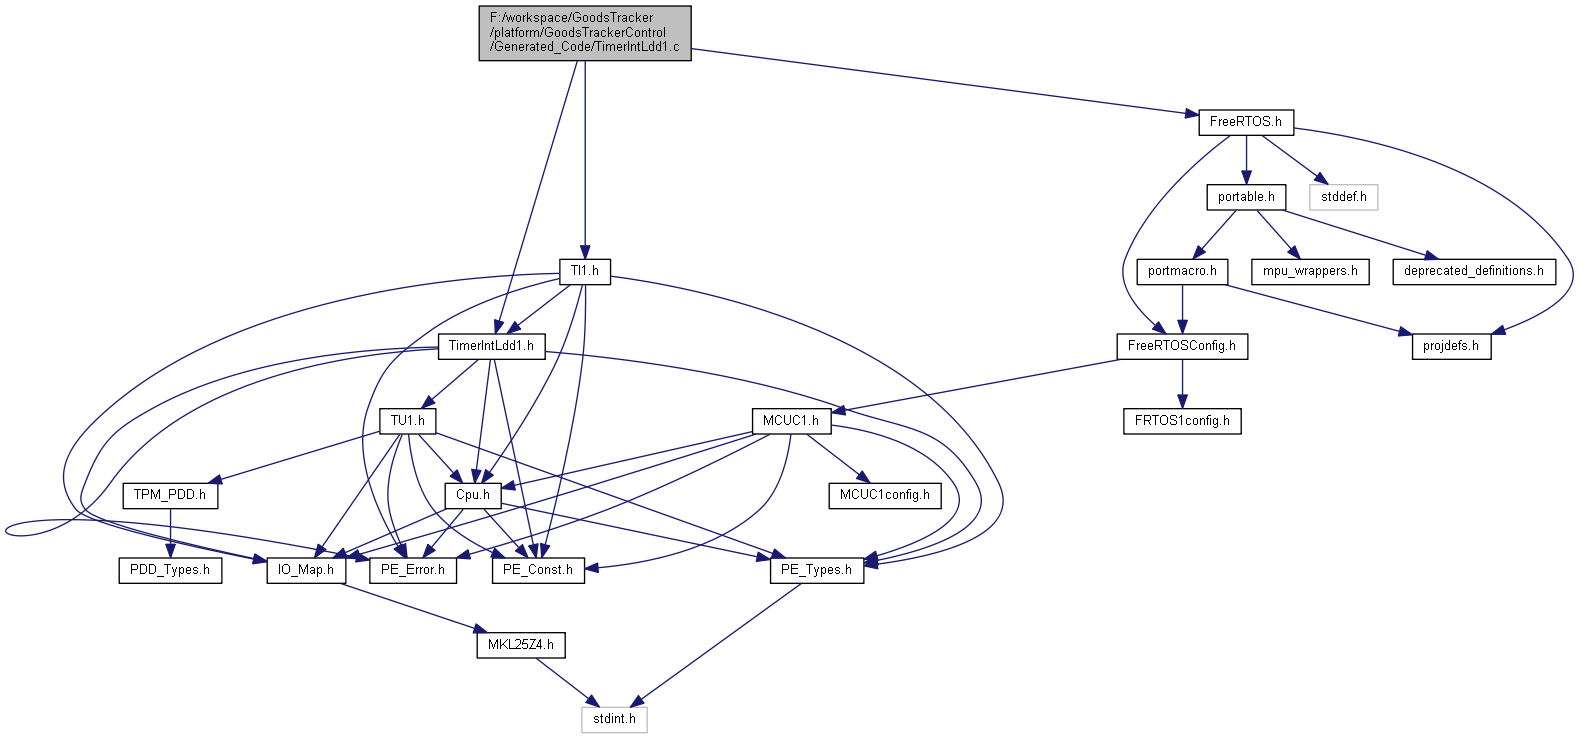 F:/workspace/GoodsTracker
/platform/GoodsTrackerControl
/Generated_Code/TimerIntLdd1.c
FreeRTOS.h
portable.h
stddef.h
TI1.h
portmacro.h
mpu_wrappers.h
deprecated_definitions.h
TimerIntLdd1.h
FreeRTOSConfig.h
projdefs.h
TU1.h
MCUC1.h
FRTOS1config.h
TPM_PDD.h
Cpu.h
MCUC1config.h
PDD_Types.h
IO_Map.h
PE_Error.h
PE_Const.h
PE_Types.h
MKL25Z4.h
stdint.h